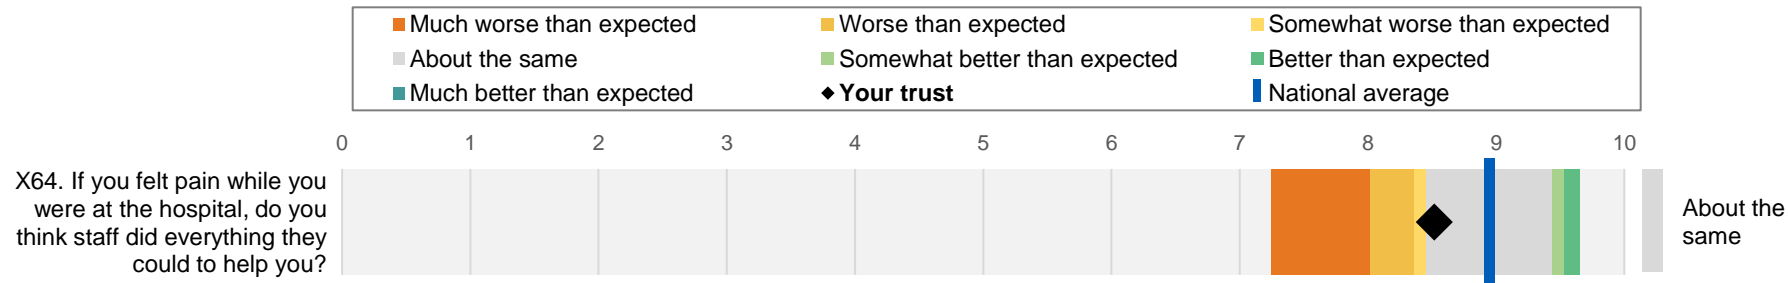 Much worse than expected
Worse than expected
Somewhat worse than expected
About the same
Somewhat better than expected
Better than expected
Much better than expected
Your trust
National average
0 1 2 3 4 5 6 7 8 9 10
X64. If you felt pain while you
were at the hospital, do you
think staff did everything they
could to help you?
About the
same